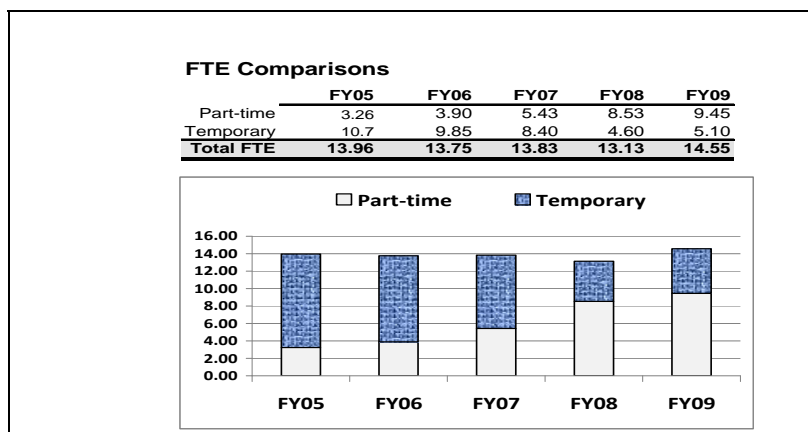 FTE Comparisons
FY05 FY06 FY07 FY08 FY09
Part-time 3.26 3.90 5.43 8.53 9.45
Temporary 10.7 9.85 8.40 4.60 5.10
Total FTE 13.96 13.75 13.83 13.13 14.55
Part-time Temporary
16.00
14.00
12.00
10.00
8.00
6.00
4.00
2.00
0.00
FY05 FY06 FY07 FY08 FY09